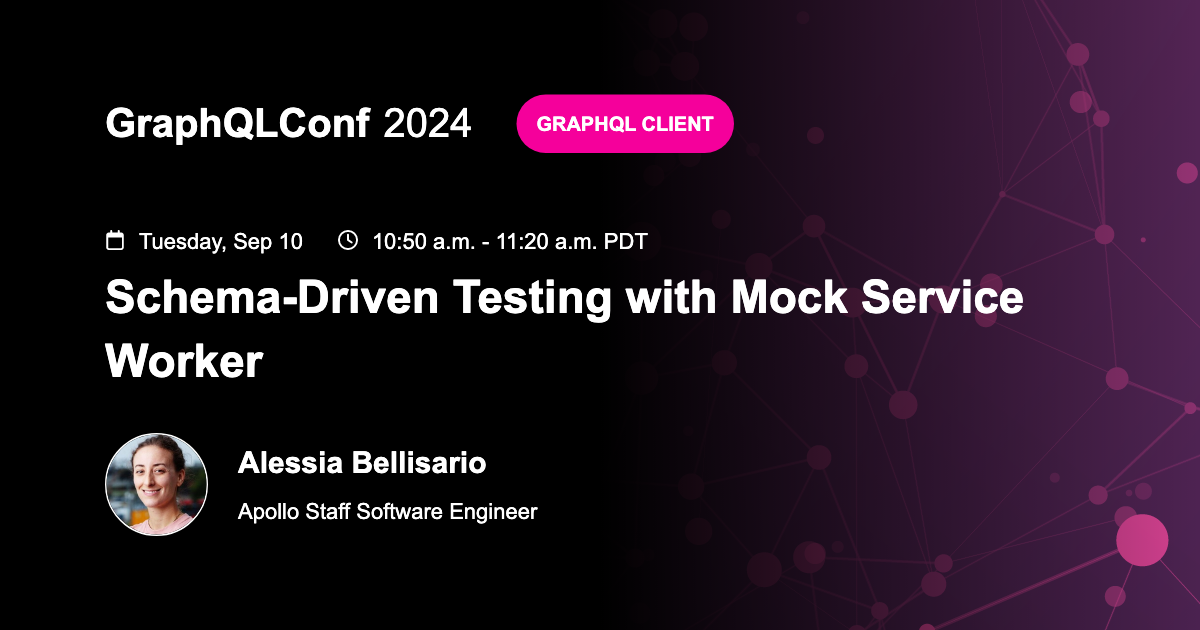 GraphQLConf 2024
GRAPHQL CLIENT
Tuesday, Sep 10
10:50 a.m. - 11:20 a.m. PDT
Schema-Driven Testing with Mock Service
Worker
Alessia Bellisario
Apollo Staff Software Engineer